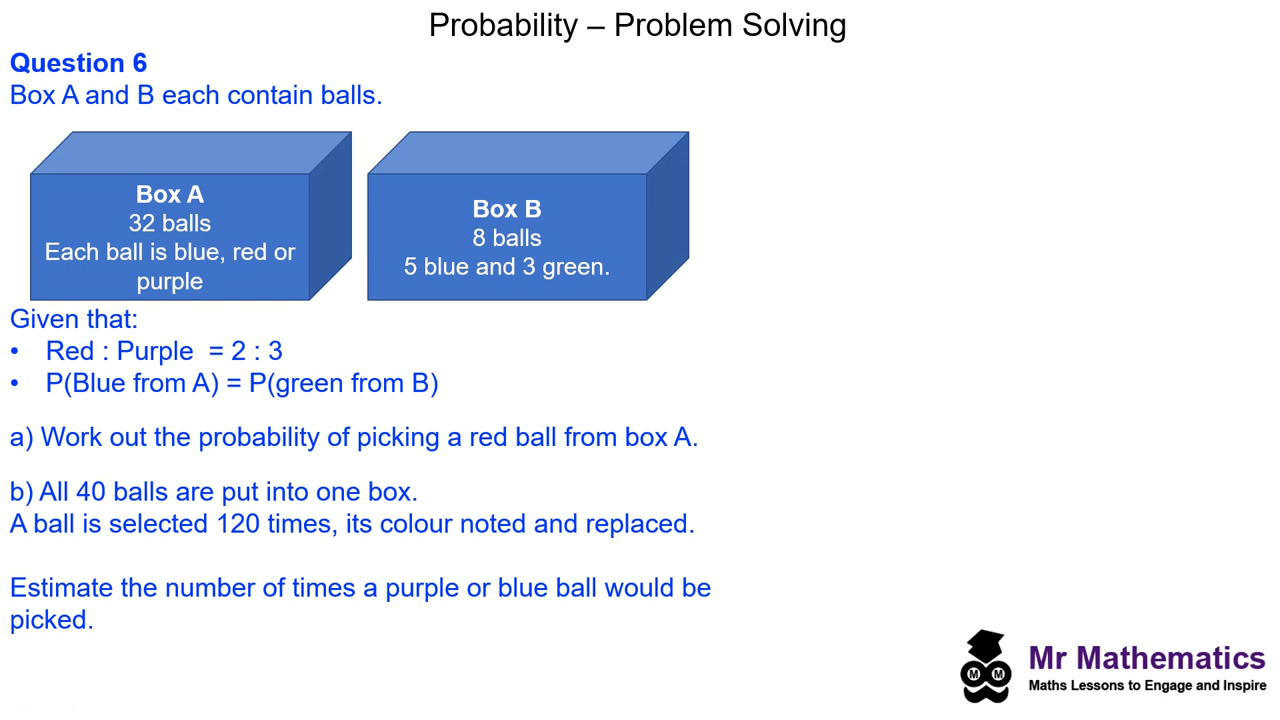 Probability – Problem Solving
Question 6
Box A and B each contain balls.
Box A
32 balls
Each ball is blue, red or
purple
Box B
8 balls
5 blue and 3 green.
Given that:
• Red : Purple = 2 : 3
• P(Blue from A) = P(green from B)
a) Work out the probability of picking a red ball from box A.
b) All 40 balls are put into one box.
A ball is selected 120 times, its colour noted and replaced.
Estimate the number of times a purple or blue ball would be
picked.
M M
Mr Mathematics
Maths Lessons to Engage and Inspire